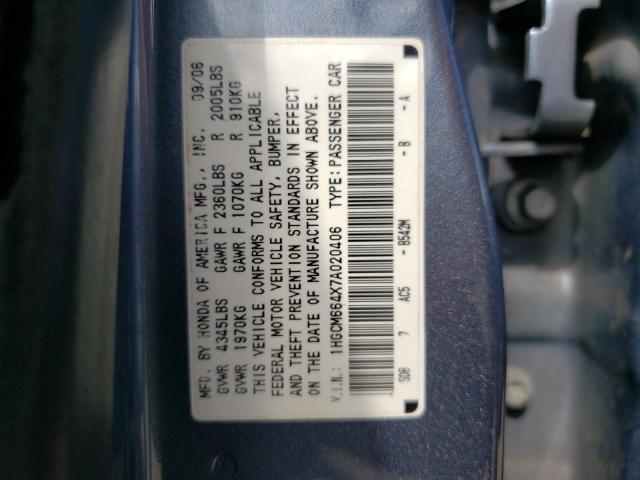 MFD. BY HONDA OF AMERICA MFG., INC. 09/06
GVWR 4345LBS GAWR F 2360LBS R 2005LBS
GVWR 1970KG GAWR F 1070KG R 910KG
THIS VEHICLE CONFORMS TO ALL APPLICABLE
FEDERAL MOTOR VEHICLE SAFETY, BUMPER,
AND THEFT PREVENTION STANDARDS IN EFFECT
ON THE DATE OF MANUFACTURE SHOWN ABOVE.
V.I.N.: 1HGCM664X7A020406 TYPE: PASSENGER CAR
SDB 7 AC5 - B542M - B - A